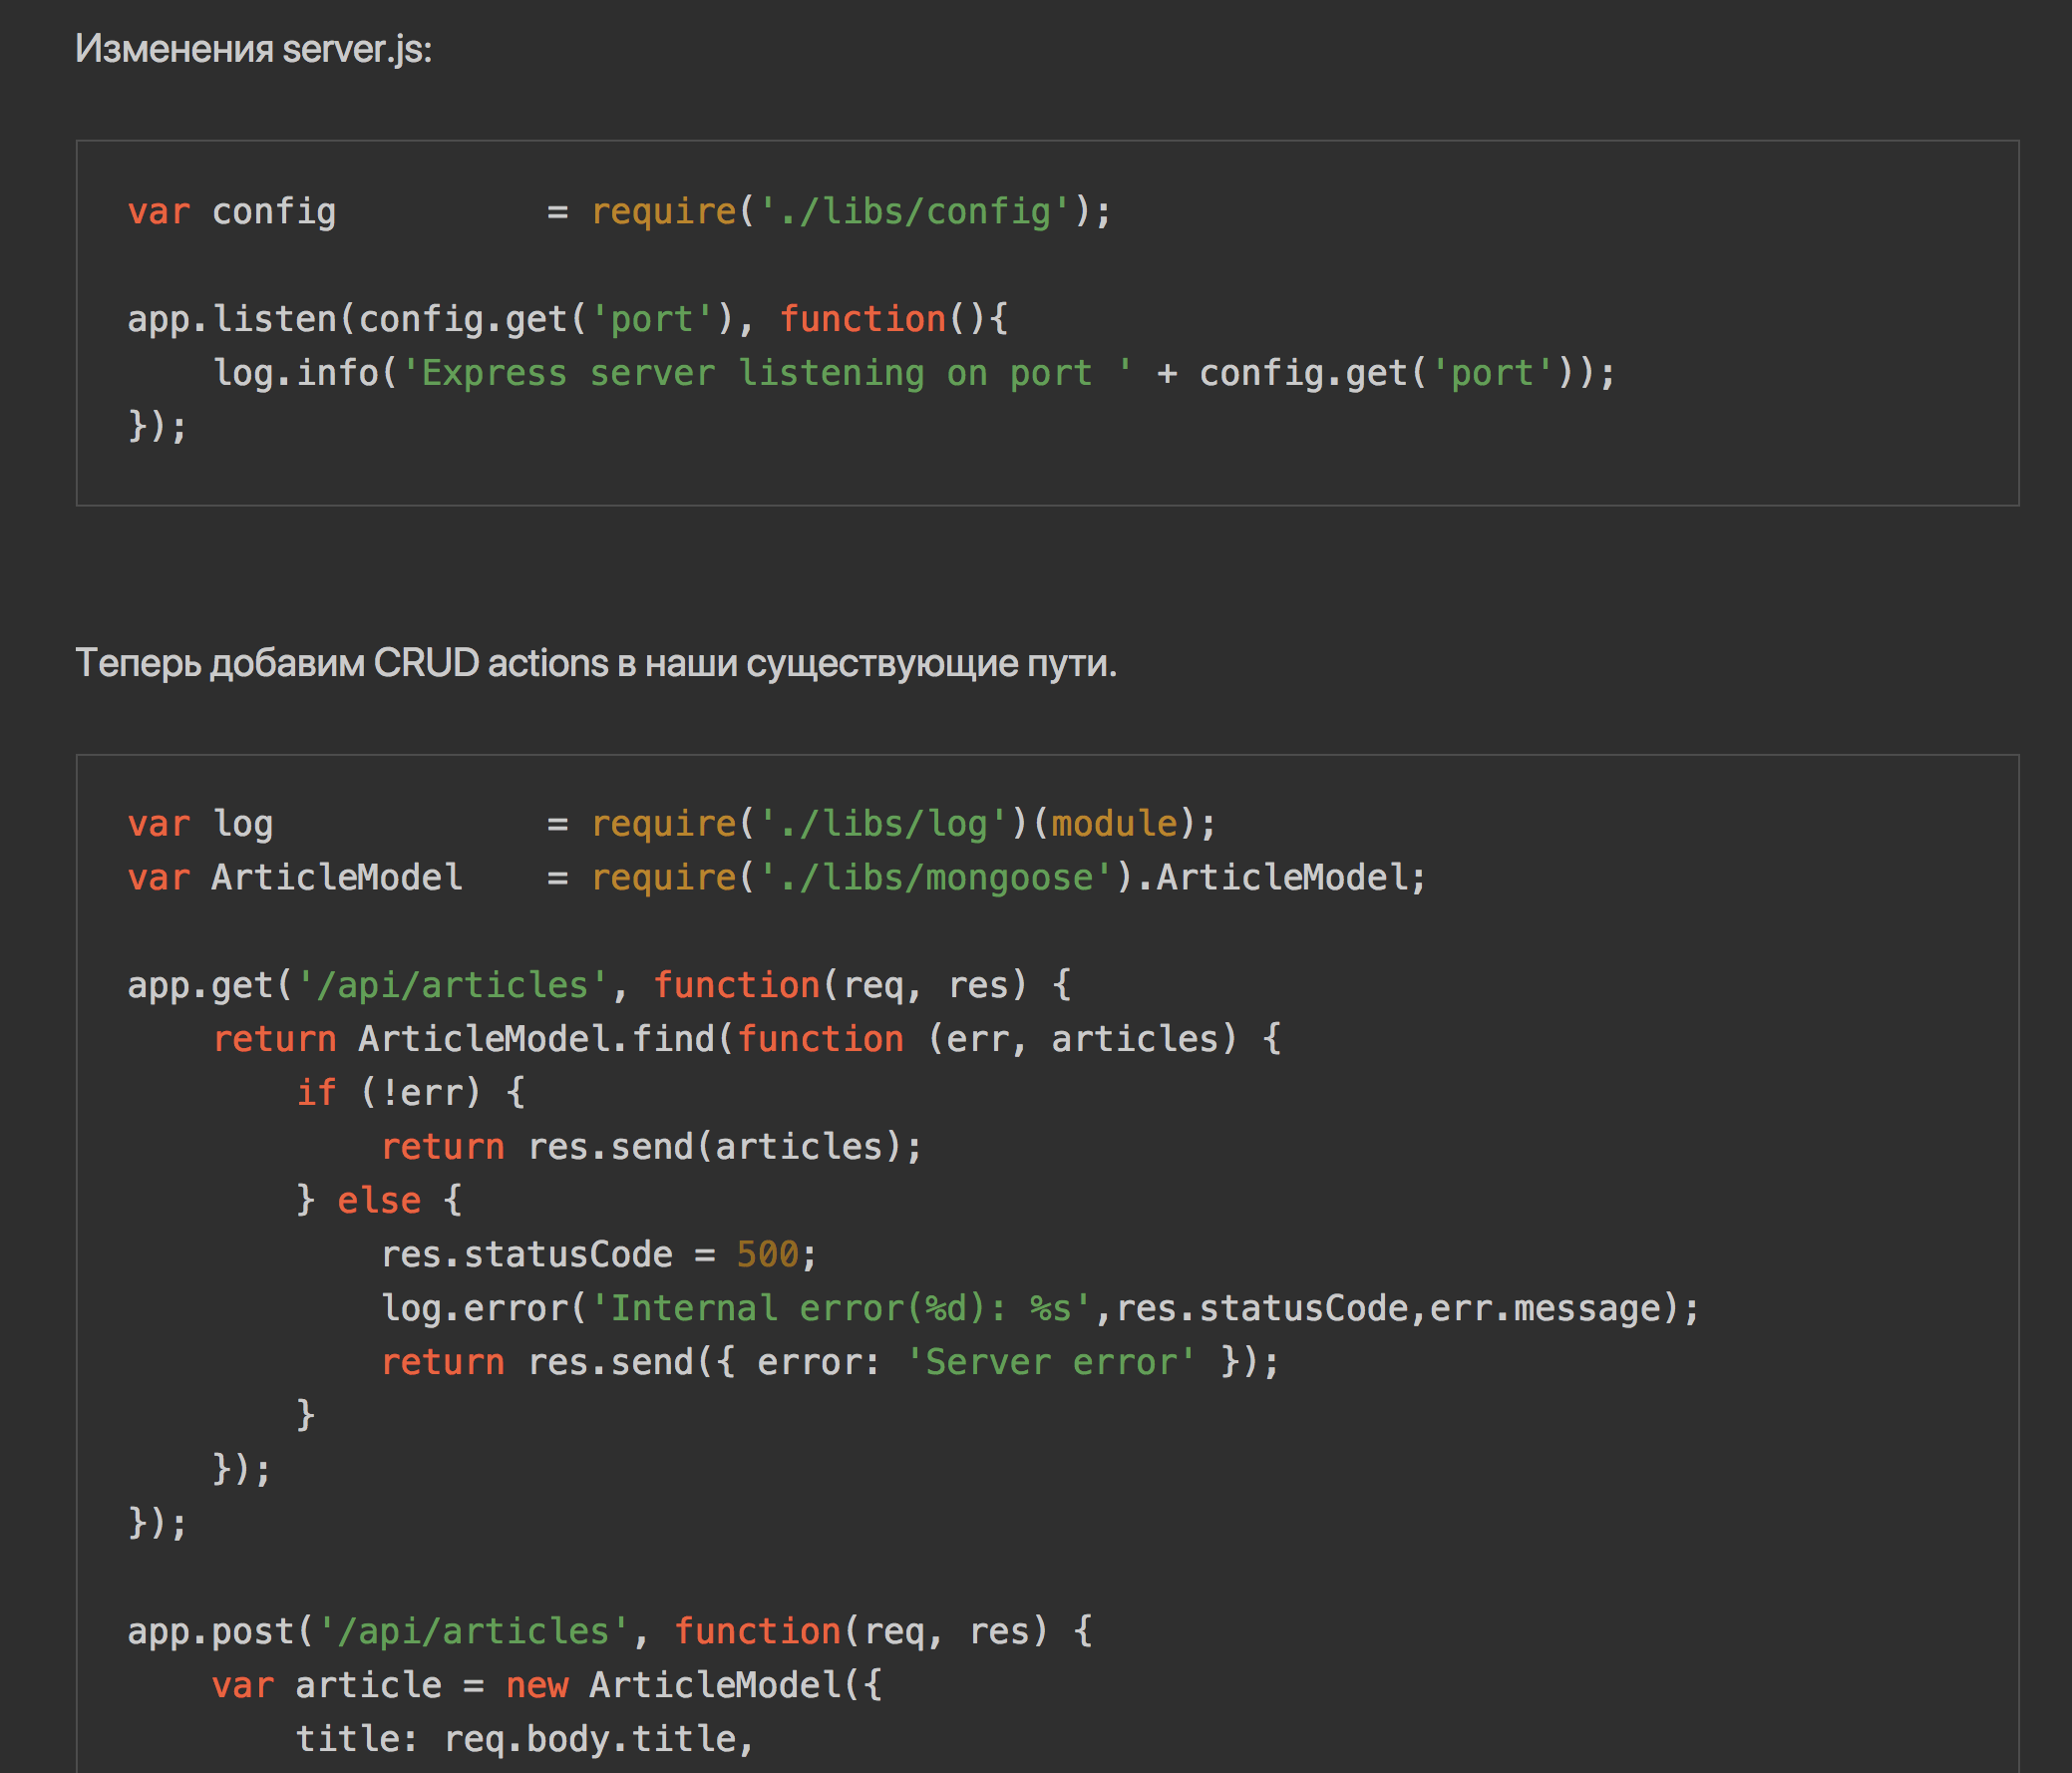 Изменения server.js:
var config          = require('./libs/config');
app.listen(config.get('port'), function(){
    log.info('Express server listening on port ' + config.get('port'));
});
Теперь добавим CRUD actions в наши существующие пути.
var log             = require('./libs/log')(module);
var ArticleModel    = require('./libs/mongoose').ArticleModel;
app.get('/api/articles', function(req, res) {
    return ArticleModel.find(function (err, articles) {
        if (!err) {
            return res.send(articles);
        } else {
            res.statusCode = 500;
            log.error('Internal error(%d): %s',res.statusCode,err.message);
            return res.send({ error: 'Server error' });
        }
    });
});
app.post('/api/articles', function(req, res) {
    var article = new ArticleModel({
        title: req.body.title,